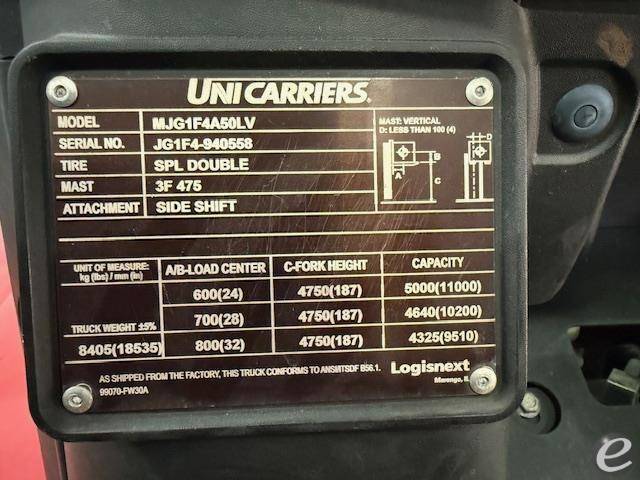 UNICARRIERS.
MODEL MJG1F4A50LV
SERIAL NO. JG1F4-940558
TIRE SPL DOUBLE
MAST 3F 475
ATTACHMENT SIDE SHIFT
MAST: VERTICAL
D: LESS THAN 100 (4)
D
A
B
C
UNIT OF MEASURE:
kg (lbs) / mm (in)
A/B-LOAD CENTER C-FORK HEIGHT CAPACITY
600(24) 4750(187) 5000(11000)
700(28) 4750(187) 4640(10200)
TRUCK WEIGHT ±5%
8405(18535) 800(32) 4750(187) 4325(9510)
AS SHIPPED FROM THE FACTORY, THIS TRUCK CONFORMS TO ANSI/ITSDF B56.1.
99070-FW30A
Logisnext
Marengo, IL
e